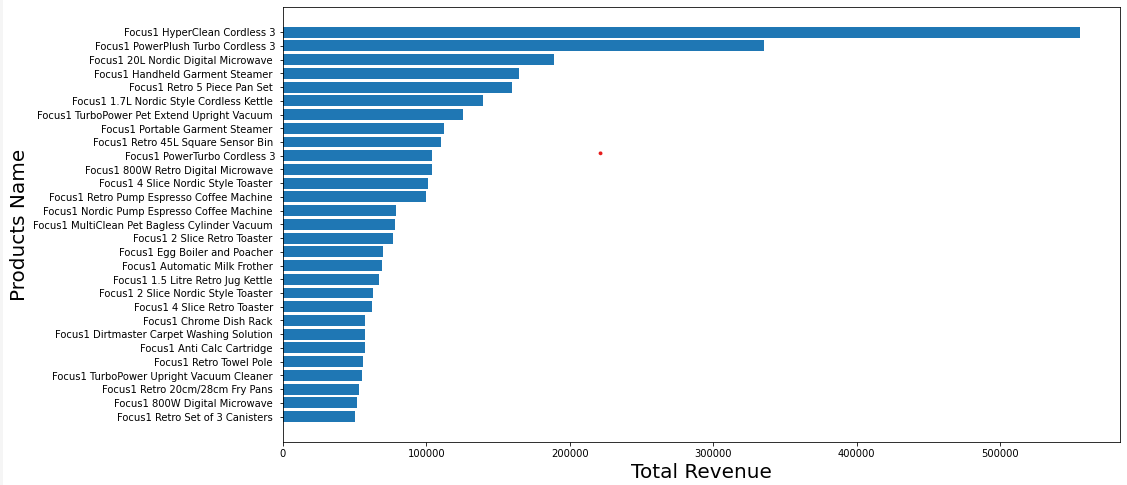 Focus1 HyperClean Cordless 3
Focus1 PowerPlush Turbo Cordless 3
Focus1 20L Nordic Digital Microwave
Focus1 Handheld Garment Steamer
Focus1 Retro 5 Piece Pan Set
Focus1 1.7L Nordic Style Cordless Kettle
Focus1 TurboPower Pet Extend Upright Vacuum
Focus1 Portable Garment Steamer
Focus1 Retro 45L Square Sensor Bin
Focus1 PowerTurbo Cordless 3
Focus1 800W Retro Digital Microwave
Focus1 4 Slice Nordic Style Toaster
Focus1 Retro Pump Espresso Coffee Machine
Focus1 Nordic Pump Espresso Coffee Machine
Focus1 MultiClean Pet Bagless Cylinder Vacuum
Focus1 2 Slice Retro Toaster
Focus1 Egg Boiler and Poacher
Focus1 Automatic Milk Frother
Focus1 1.5 Litre Retro Jug Kettle
Focus1 2 Slice Nordic Style Toaster
Focus1 4 Slice Retro Toaster
Focus1 Chrome Dish Rack
Focus1 Dirtmaster Carpet Washing Solution
Focus1 Anti Calc Cartridge
Focus1 Retro Towel Pole
Focus1 TurboPower Upright Vacuum Cleaner
Focus1 Retro 20cm/28cm Fry Pans
Focus1 800W Digital Microwave
Focus1 Retro Set of 3 Canisters
Products Name
0 100000 200000 300000 400000 500000
Total Revenue